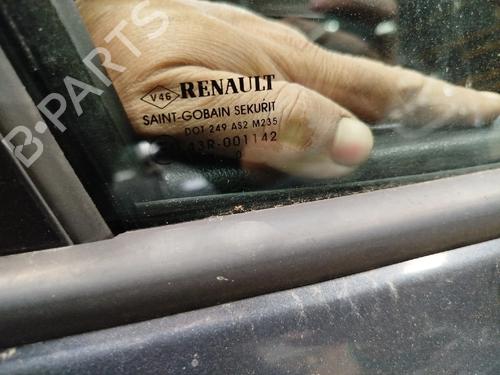 B-PARTS
V46 RENAULT
SAINT-GOBAIN SEKURIT
DOT 249 AS2 M235
43R-001142